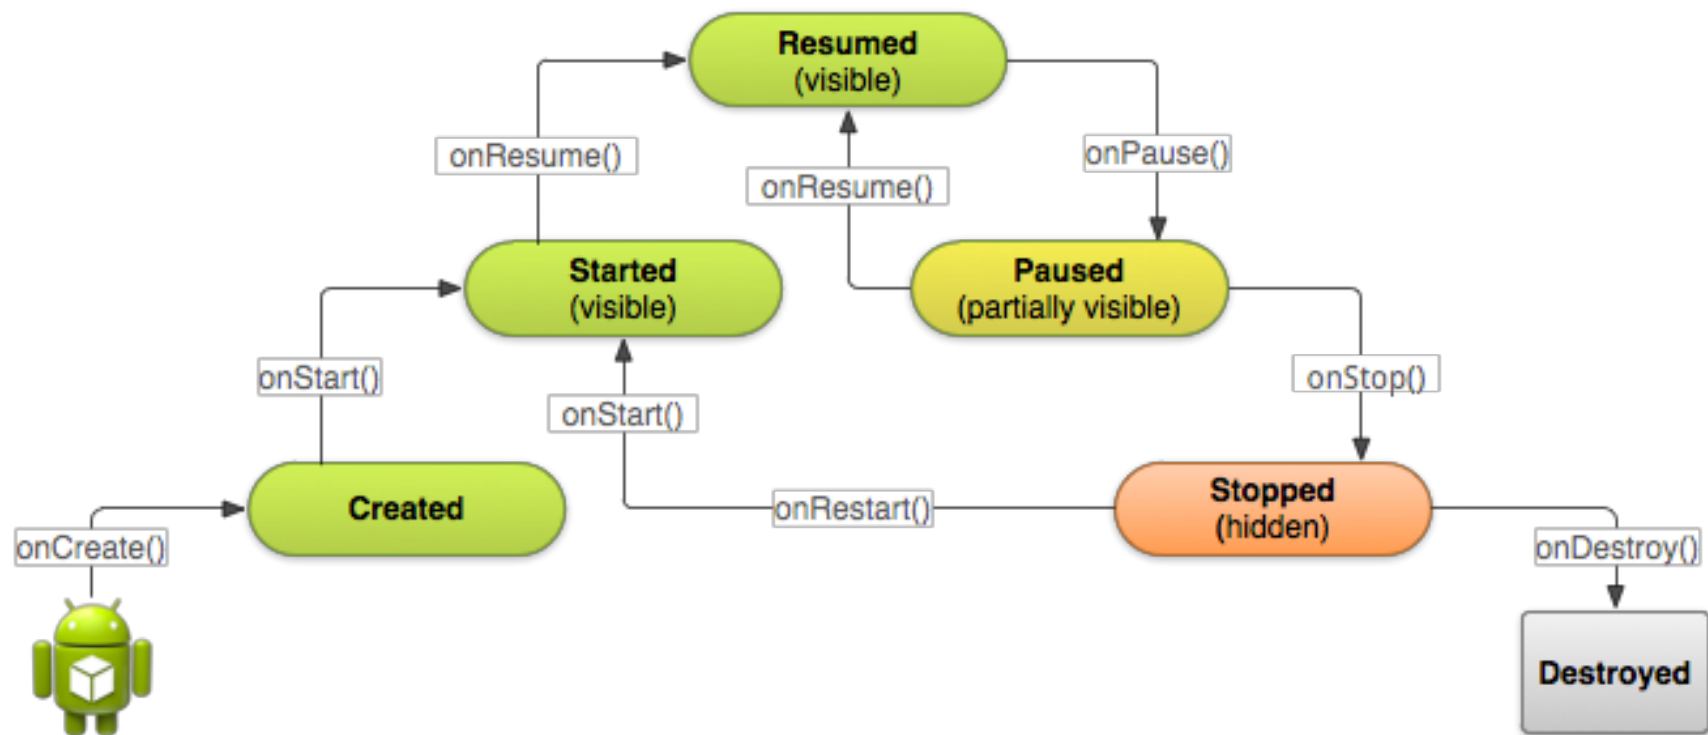 Resumed
(visible)
onResume()
onPause()
onResume()
Started
(visible)
Paused
(partially visible)
onStart()
onStop()
onStart()
Created
onRestart()
Stopped
(hidden)
onCreate()
onDestroy()
Destroyed